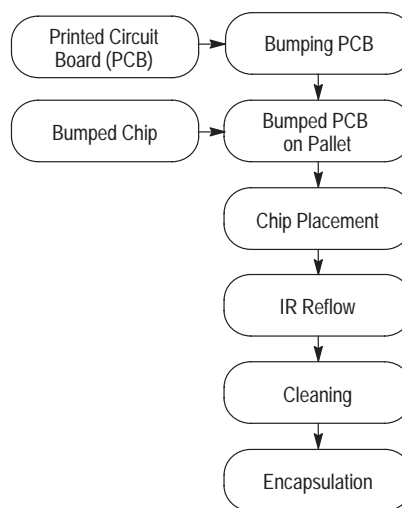 Printed Circuit
Board (PCB)
Bumping PCB
Bumped Chip
Bumped PCB
on Pallet
Chip Placement
IR Reflow
Cleaning
Encapsulation